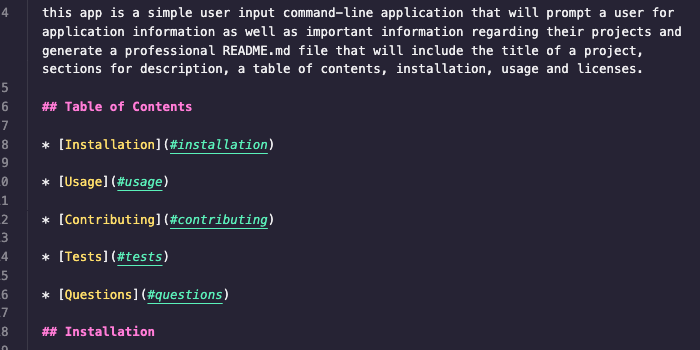 4 this app is a simple user input command-line application that will prompt a user for
application information as well as important information regarding their projects and
generate a professional README.md file that will include the title of a project,
sections for description, a table of contents, installation, usage and licenses.
5
6 ## Table of Contents
7
8 * [Installation](#installation)
9
0 * [Usage](#usage)
1
2 * [Contributing](#contributing)
3
4 * [Tests](#tests)
5
6 * [Questions](#questions)
7
8 ## Installation
9